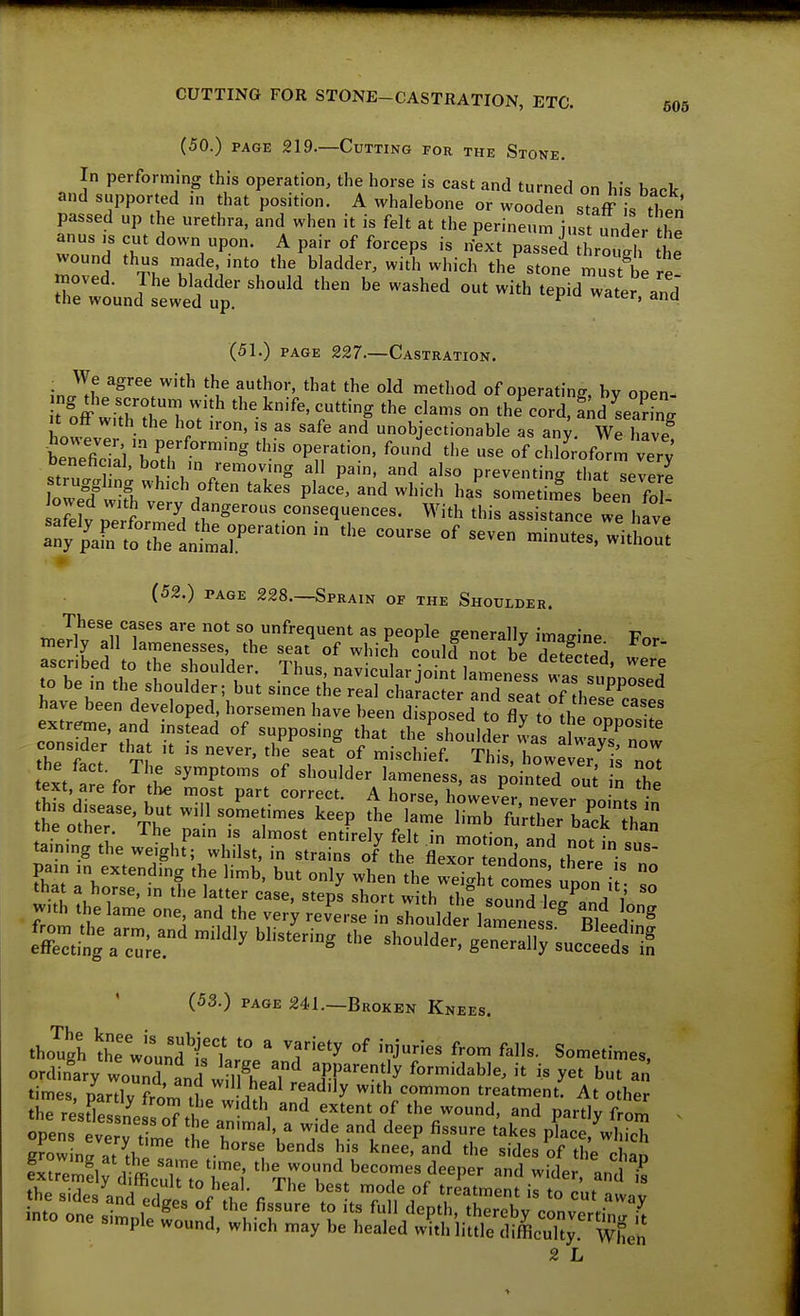 CUTTING FOR STONE-CASTRATION, ETC.
505
(50.) PAGE 219.—CUTTING FOR THE STONE.
In performing this operation, the horse is cast and turned on his back,
and supported in that position. A whalebone or wooden staff is then
passed up the urethra, and when it is felt at the perineum just under the
anus is cut down upon. A pair of forceps is next passed through the
wound thus made, into the bladder, with which the stone must be re-
moved. The bladder should then be washed out with tepid water, and
the wound sewed up.
(51.) PAGE 227.—CASTRATION.
We agree with the author, that the old method of operating, by open-
ing the scrotum with the knife, cutting the clams on the cord, and searing
it off with the hot iron, is as safe and unobjectionable as any. We have
however, in performing this operation, found the use of chloroform very
beneficial, both in removing all pain, and also preventing that severe
struggling which often takes place, and which has sometimes been fol-
lowed with very dangerous consequences. With this assistance we have
safely performed the operation in the course of seven minutes, without
any pain to the animal.
(52.) PAGE 228.—SPRAIN OF THE SHOULDER.
These cases are not so unfrequent as people generally imagine. For-
merly all lamenesses, the seat of which could not be detected, were
ascribed to the shoulder. Thus, navicular joint lameness was supposed
to be in the shoulder; but since the real character and seat of these cases
have been developed, horsemen have been disposed to fly to the opposite
extreme, and instead of supposing that the shoulder was always, now
consider that it is never, the seat of mischief. This, however, is not
the fact. The symptoms of shoulder lameness, as pointed out in the
text, are for the most part correct. A horse, however, never points in
this disease, but will sometimes keep the lame limb further back than
the other. The pain is almost entirely felt in motion, and not in sus-
taining the weight; whilst, in strains of the flexor tendons, there is no
pain in extending the limb, but only when the weight comes upon it; so
that a horse, in the latter case, steps short with the sound leg and long
with the lame one, and the very reverse in shoulder lameness. Bleeding
from the arm, and mildly blistering the shoulder, generally succeeds in
effecting a cure.
(53.) PAGE 241.—BROKEN KNEES.
The knee is subject to a variety of injuries from falls. Sometimes,
though the wound is large and apparently formidable, it is yet but an
ordinary wound, and will heal readily with common treatment. At other
times, partly from the width and extent of the wound, and partly from
the restlessness of the animal, a wide and deep fissure takes place, which
opens every time the horse bends his knee, and the sides of the chap
growing at the same time, the wound becomes deeper and wider, and is
extremely difficult to heal. The best mode of treatment is to cut away
the sides and edges of the fissure to its full depth, thereby converting it
into one simple wound, which may be healed with little difficulty. When
2 L